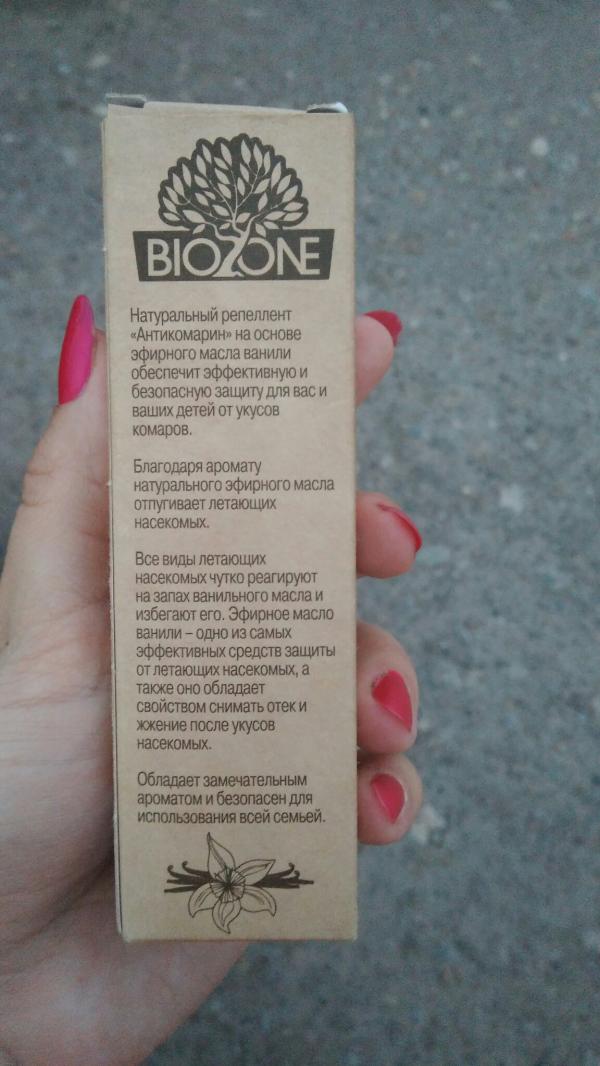 BIOZONE
Натуральный репеллент
«Антикомарин» на основе
эфирного масла ванили
обеспечит эффективную и
безопасную защиту для вас и
ваших детей от укусов
комаров.
Благодаря аромату
натурального эфирного масла
отпугивает летающих
насекомых.
Все виды летающих
насекомых чутко реагируют
на запах ванильного масла и
избегают его. Эфирное масло
ванили – одно из самых
эффективных средств защиты
от летающих насекомых, а
также оно обладает
свойством снимать отек и
жжение после укусов
насекомых.
Обладает замечательным
ароматом и безопасен для
использования всей семьей.